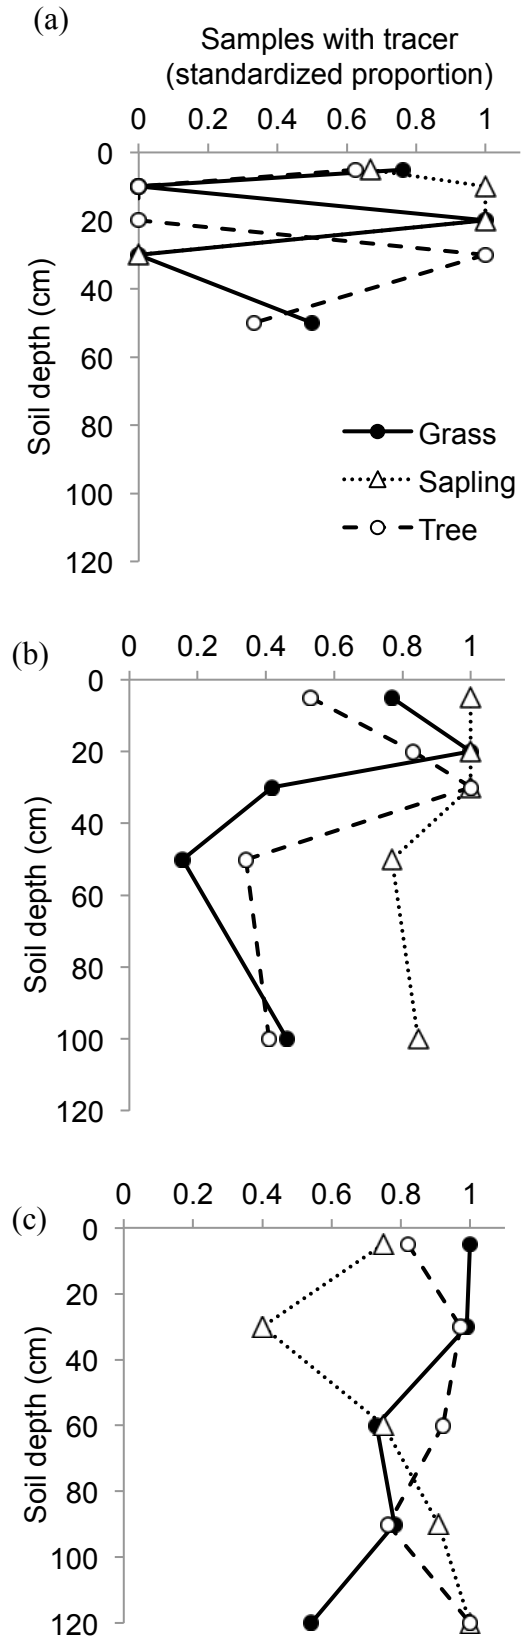 (a)
Samples with tracer
(standardized proportion)
0 0.2 0.4 0.6 0.8 1
0
20
40
60
80
100
120
Soil depth (cm)
Grass
Sapling
Tree
(b)
0 0.2 0.4 0.6 0.8 1
0
20
40
60
80
100
120
Soil depth (cm)
(c)
0 0.2 0.4 0.6 0.8 1
0
20
40
60
80
100
120
Soil depth (cm)